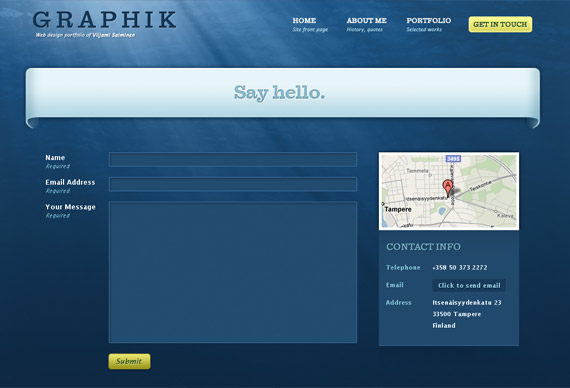 GRAPHIK
Web design portfolio of Viljami Salminen
HOME
Site front page
ABOUT ME
History, quotes
PORTFOLIO
Selected works
GET IN TOUCH
Say hello.
Name
Required
Email Address
Required
Your Message
Required
Submit
3495
Tammela
A
Itsenäisyydenkatu
Teiskontie
Tampere
Kaleva
CONTACT INFO
Telephone +358 50 373 2272
Email Click to send email
Address Itsenäisyydenkatu 23
33500 Tampere
Finland